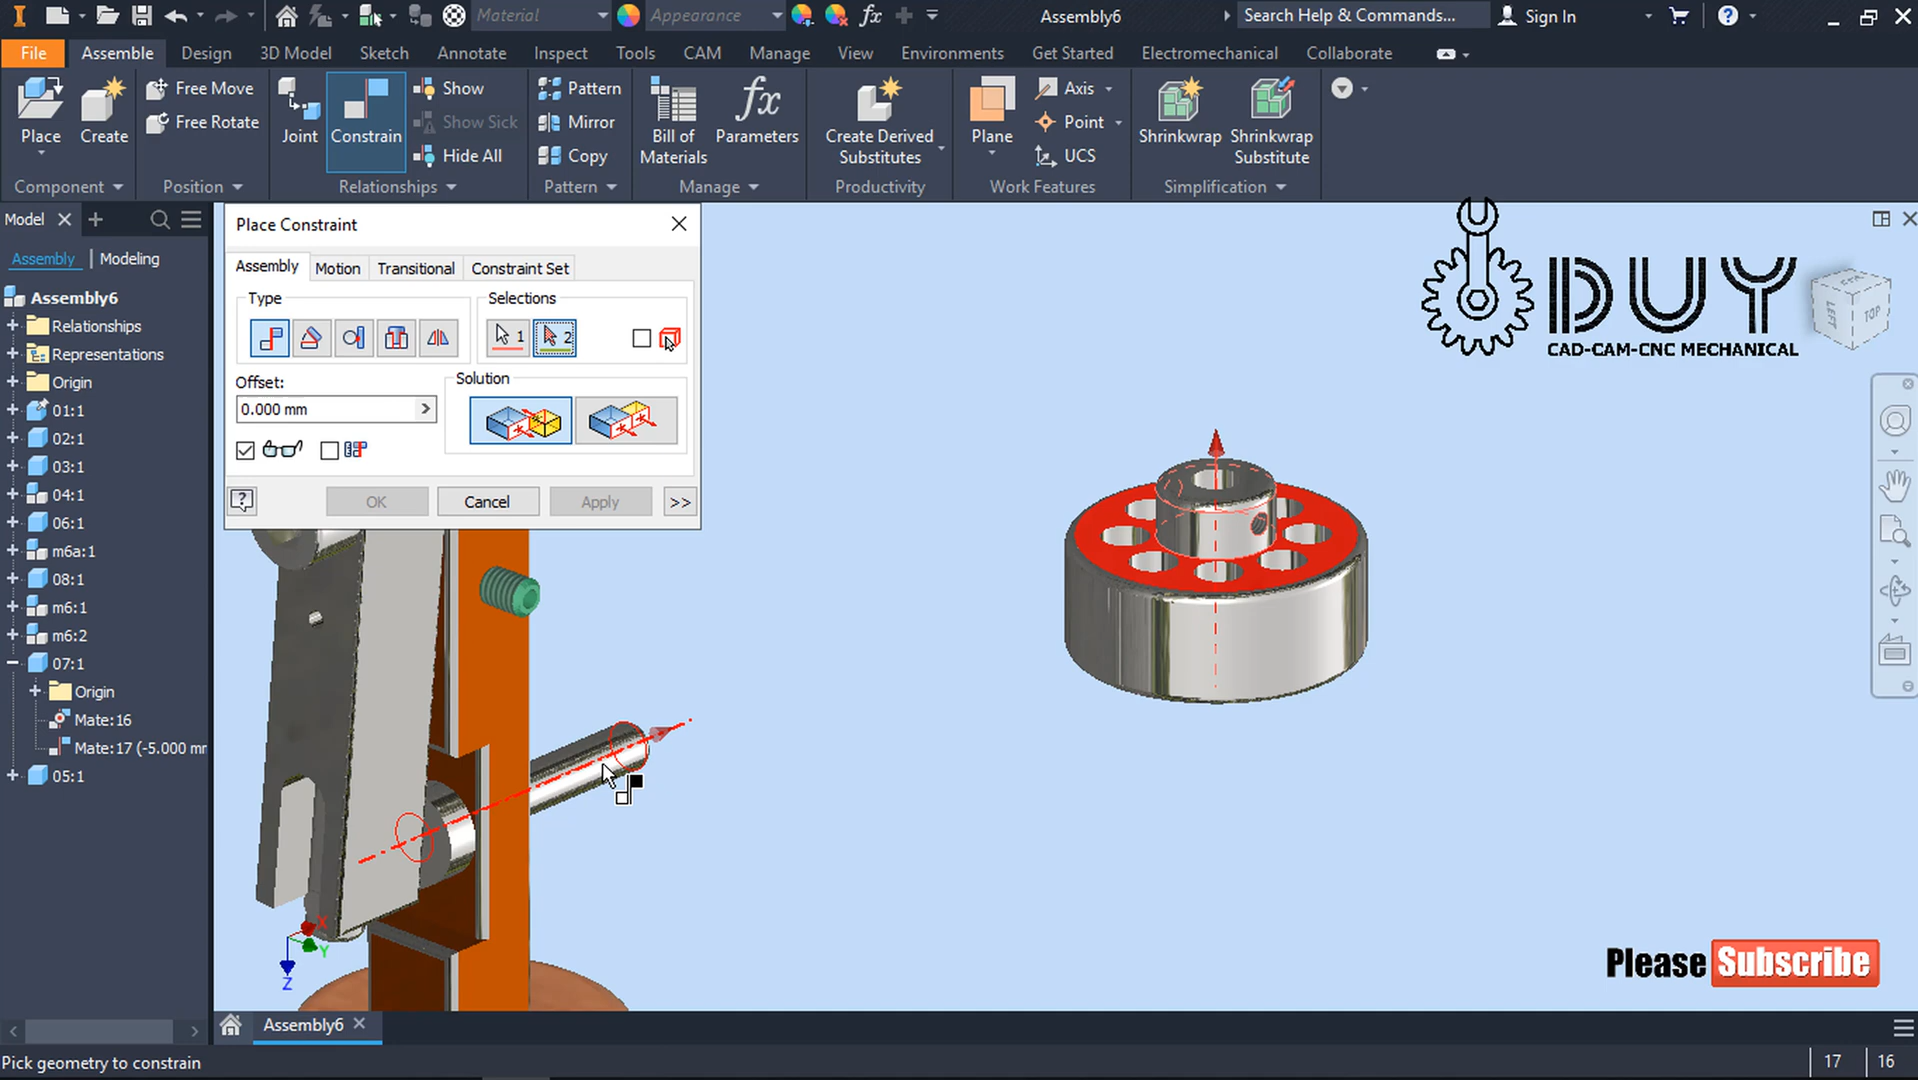 Material
Appearance
Assembly6
Search Help & Commands...
Sign In
File
Assemble
Design
3D Model
Sketch
Annotate
Inspect
Tools
CAM
Manage
View
Environments
Get Started
Electromechanical
Collaborate
Place
Create
Free Move
Free Rotate
Joint
Constrain
Show
Show Sick
Hide All
Pattern
Mirror
Copy
Bill of
Materials
fx
Parameters
Create Derived
Substitutes
Plane
Axis
Point
UCS
Shrinkwrap
Shrinkwrap
Substitute
Component
Position
Relationships
Pattern
Manage
Productivity
Work Features
Simplification
Model
Assembly
Modeling
Assembly6
Relationships
Representations
Origin
01:1
02:1
03:1
04:1
06:1
m6a:1
08:1
m6:1
m6:2
07:1
Origin
Mate:16
Mate:17 (-5.000 mm
05:1
Place Constraint
Assembly
Motion
Transitional
Constraint Set
Type
Selections
1
2
Offset:
0.000 mm
Solution
OK
Cancel
Apply
>>
DUY
CAD-CAM-CNC MECHANICAL
LEFT
TOP
X
Y
Z
Please Subscribe
Assembly6
Pick geometry to constrain
17
16